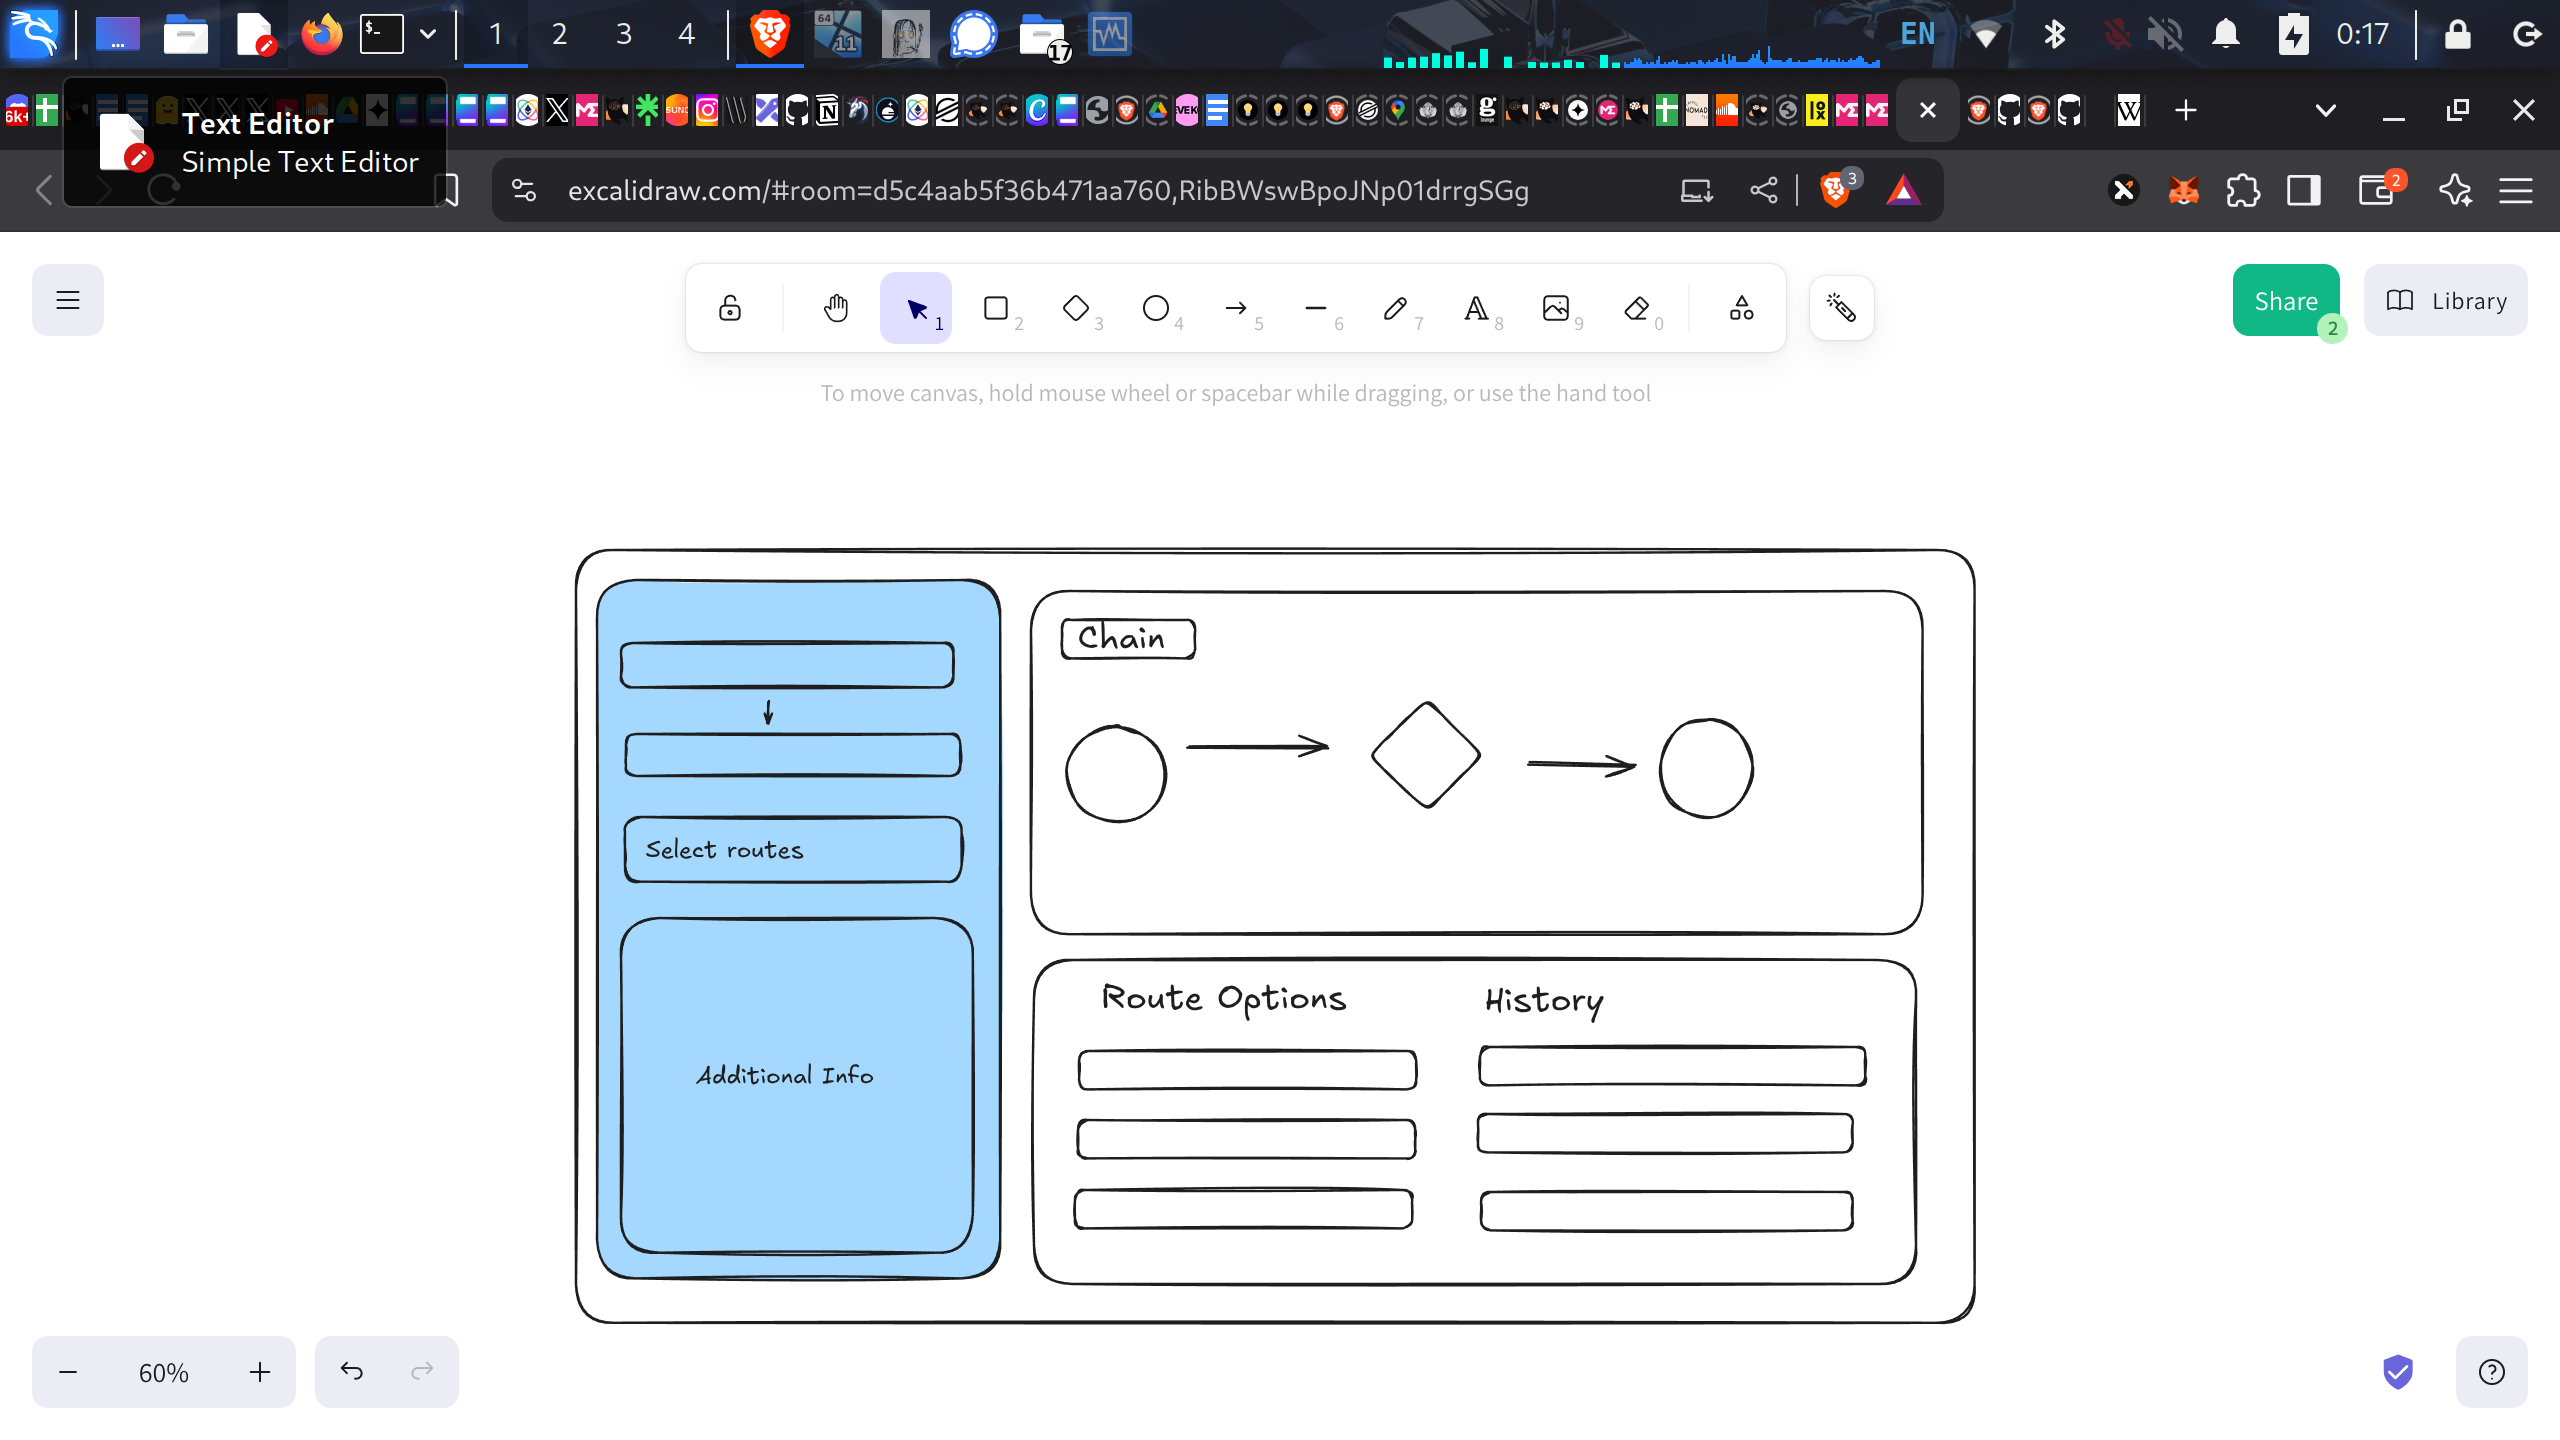 1 2 3 4
64
11
17
EN
0:17
Text Editor
Simple Text Editor
excalidraw.com/#room=d5c4aab5f36b471aa760,RibBWswBpoJNp01drrgSGg
3
2
1 2 3 4 5 6 7 8 9 0
Share
2
Library
To move canvas, hold mouse wheel or spacebar while dragging, or use the hand tool
Chain
Select routes
Additional Info
Route Options
History
60%